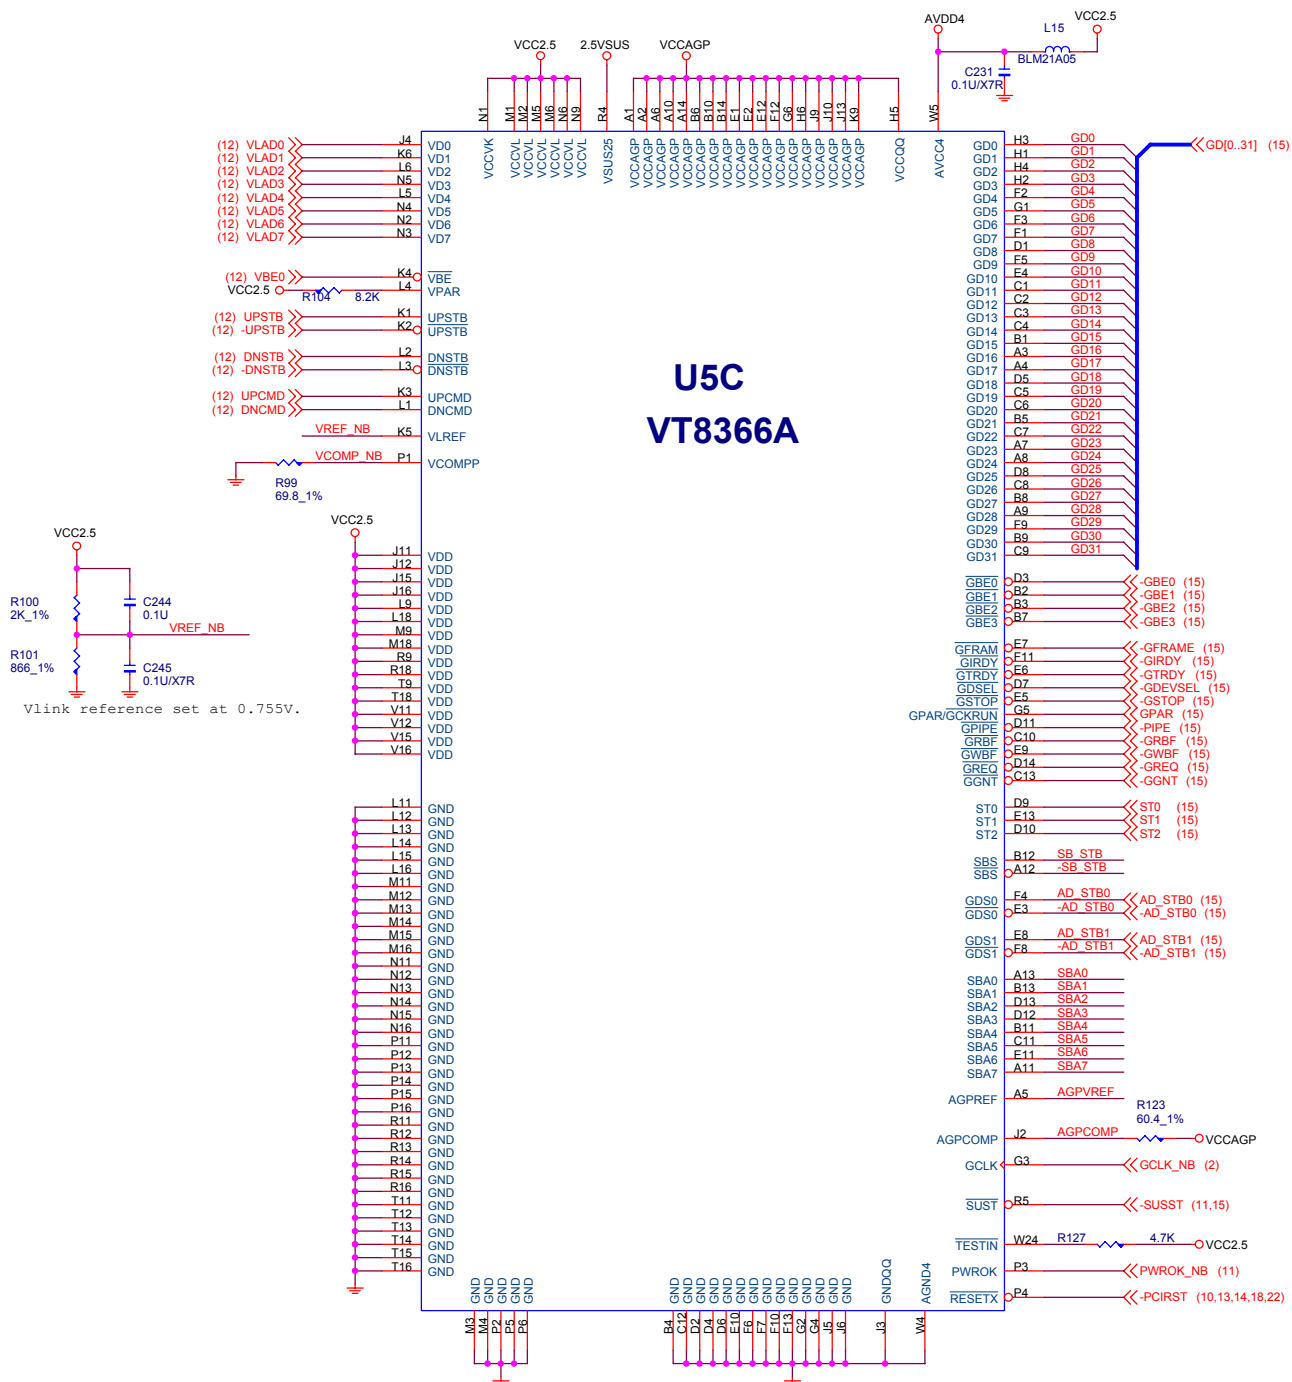 AVDD4
L15
VCC2.5
BLM21A05
C231
0.1U/X7R
VCC2.5
2.5VSUS
VCCAGP
N1 M1 M2 M5 M6 N6 N9 R4 A1 A2 A6 A10 A14 B6 B10 B14 E1 E2 E12 F12 G6 H6 J9 J10 J13 K9 H5 W5
VCCVK VCCVL VCCVL VCCVL VCCVL VCCVL VCCVL VSUS25 VCCAGP VCCAGP VCCAGP VCCAGP VCCAGP VCCAGP VCCAGP VCCAGP VCCAGP VCCAGP VCCAGP VCCAGP VCCAGP VCCAGP VCCAGP VCCAGP VCCAGP VCCAGP VCCQQ AVCC4
(12) VLAD0 J4 VD0
(12) VLAD1 K6 VD1
(12) VLAD2 L6 VD2
(12) VLAD3 N5 VD3
(12) VLAD4 L5 VD4
(12) VLAD5 N4 VD5
(12) VLAD6 N2 VD6
(12) VLAD7 N3 VD7
(12) VBE0 K4 VBE
VCC2.5 R104 8.2K L4 VPAR
(12) UPSTB K1 UPSTB
(12) -UPSTB K2 UPSTB
(12) DNSTB L2 DNSTB
(12) -DNSTB L3 DNSTB
(12) UPCMD K3 UPCMD
(12) DNCMD L1 DNCMD
VREF_NB K5 VLREF
VCOMP_NB P1 VCOMPP
R99
69.8_1%
U5C
VT8366A
VCC2.5
VCC2.5
R100
2K_1%
C244
0.1U
VREF_NB
R101
866_1%
C245
0.1U/X7R
Vlink reference set at 0.755V.
J11 VDD
J12 VDD
J15 VDD
J16 VDD
L9 VDD
L18 VDD
M9 VDD
M18 VDD
R9 VDD
R18 VDD
T9 VDD
T18 VDD
V11 VDD
V12 VDD
V15 VDD
V16 VDD
L11 GND
L12 GND
L13 GND
L14 GND
L15 GND
L16 GND
M11 GND
M12 GND
M13 GND
M14 GND
M15 GND
M16 GND
N11 GND
N12 GND
N13 GND
N14 GND
N15 GND
N16 GND
P11 GND
P12 GND
P13 GND
P14 GND
P15 GND
P16 GND
R11 GND
R12 GND
R13 GND
R14 GND
R15 GND
R16 GND
T11 GND
T12 GND
T13 GND
T14 GND
T15 GND
T16 GND
GD[0..31] (15)
GD0 H3 GD0
GD1 H1 GD1
GD2 H4 GD2
GD3 H2 GD3
GD4 F2 GD4
GD5 G1 GD5
GD6 F3 GD6
GD7 F1 GD7
GD8 D1 GD8
GD9 F5 GD9
GD10 E4 GD10
GD11 C1 GD11
GD12 C2 GD12
GD13 C3 GD13
GD14 C4 GD14
GD15 B1 GD15
GD16 A3 GD16
GD17 A4 GD17
GD18 D5 GD18
GD19 C5 GD19
GD20 C6 GD20
GD21 B5 GD21
GD22 C7 GD22
GD23 A7 GD23
GD24 A8 GD24
GD25 D8 GD25
GD26 C8 GD26
GD27 B8 GD27
GD28 A9 GD28
GD29 F9 GD29
GD30 B9 GD30
GD31 C9 GD31
GBE0 D3 -GBE0 (15)
GBE1 B2 -GBE1 (15)
GBE2 B3 -GBE2 (15)
GBE3 B7 -GBE3 (15)
GFRAM E7 -GFRAME (15)
GIRDY F11 -GIRDY (15)
GTRDY E6 -GTRDY (15)
GDSEL D7 -GDEVSEL (15)
GSTOP E5 -GSTOP (15)
GPAR/GCKRUN G5 GPAR (15)
GPIPE D11 -PIPE (15)
GRBF C10 -GRBF (15)
GWBF E9 -GWBF (15)
GREQ D14 -GREQ (15)
GGNT C13 -GGNT (15)
ST0 D9 ST0 (15)
ST1 E13 ST1 (15)
ST2 D10 ST2 (15)
SBS B12 SB_STB
SBS A12 -SB_STB
GDS0 F4 AD_STB0 AD_STB0 (15)
GDS0 E3 -AD_STB0 -AD_STB0 (15)
GDS1 E8 AD_STB1 AD_STB1 (15)
GDS1 F8 -AD_STB1 -AD_STB1 (15)
SBA0 A13 SBA0
SBA1 B13 SBA1
SBA2 D13 SBA2
SBA3 D12 SBA3
SBA4 B11 SBA4
SBA5 C11 SBA5
SBA6 E11 SBA6
SBA7 A11 SBA7
AGPREF A5 AGPVREF
R123
60.4_1%
AGPCOMP J2 AGPCOMP VCCAGP
GCLK G3 GCLK_NB (2)
SUST R5 -SUSST (11,15)
TESTIN W24 R127 4.7K VCC2.5
PWROK P3 PWROK_NB (11)
RESETX P4 -PCIRST (10,13,14,18,22)
GND GND GND GND GND GND GND GND GND GND GND GND GND GND GND GND GND GND GND GNDQQ AGND4
M3 M4 P2 P5 P6 B4 C12 D2 D4 D6 E10 F6 F7 F10 F13 G2 G4 J5 J6 J3 W4